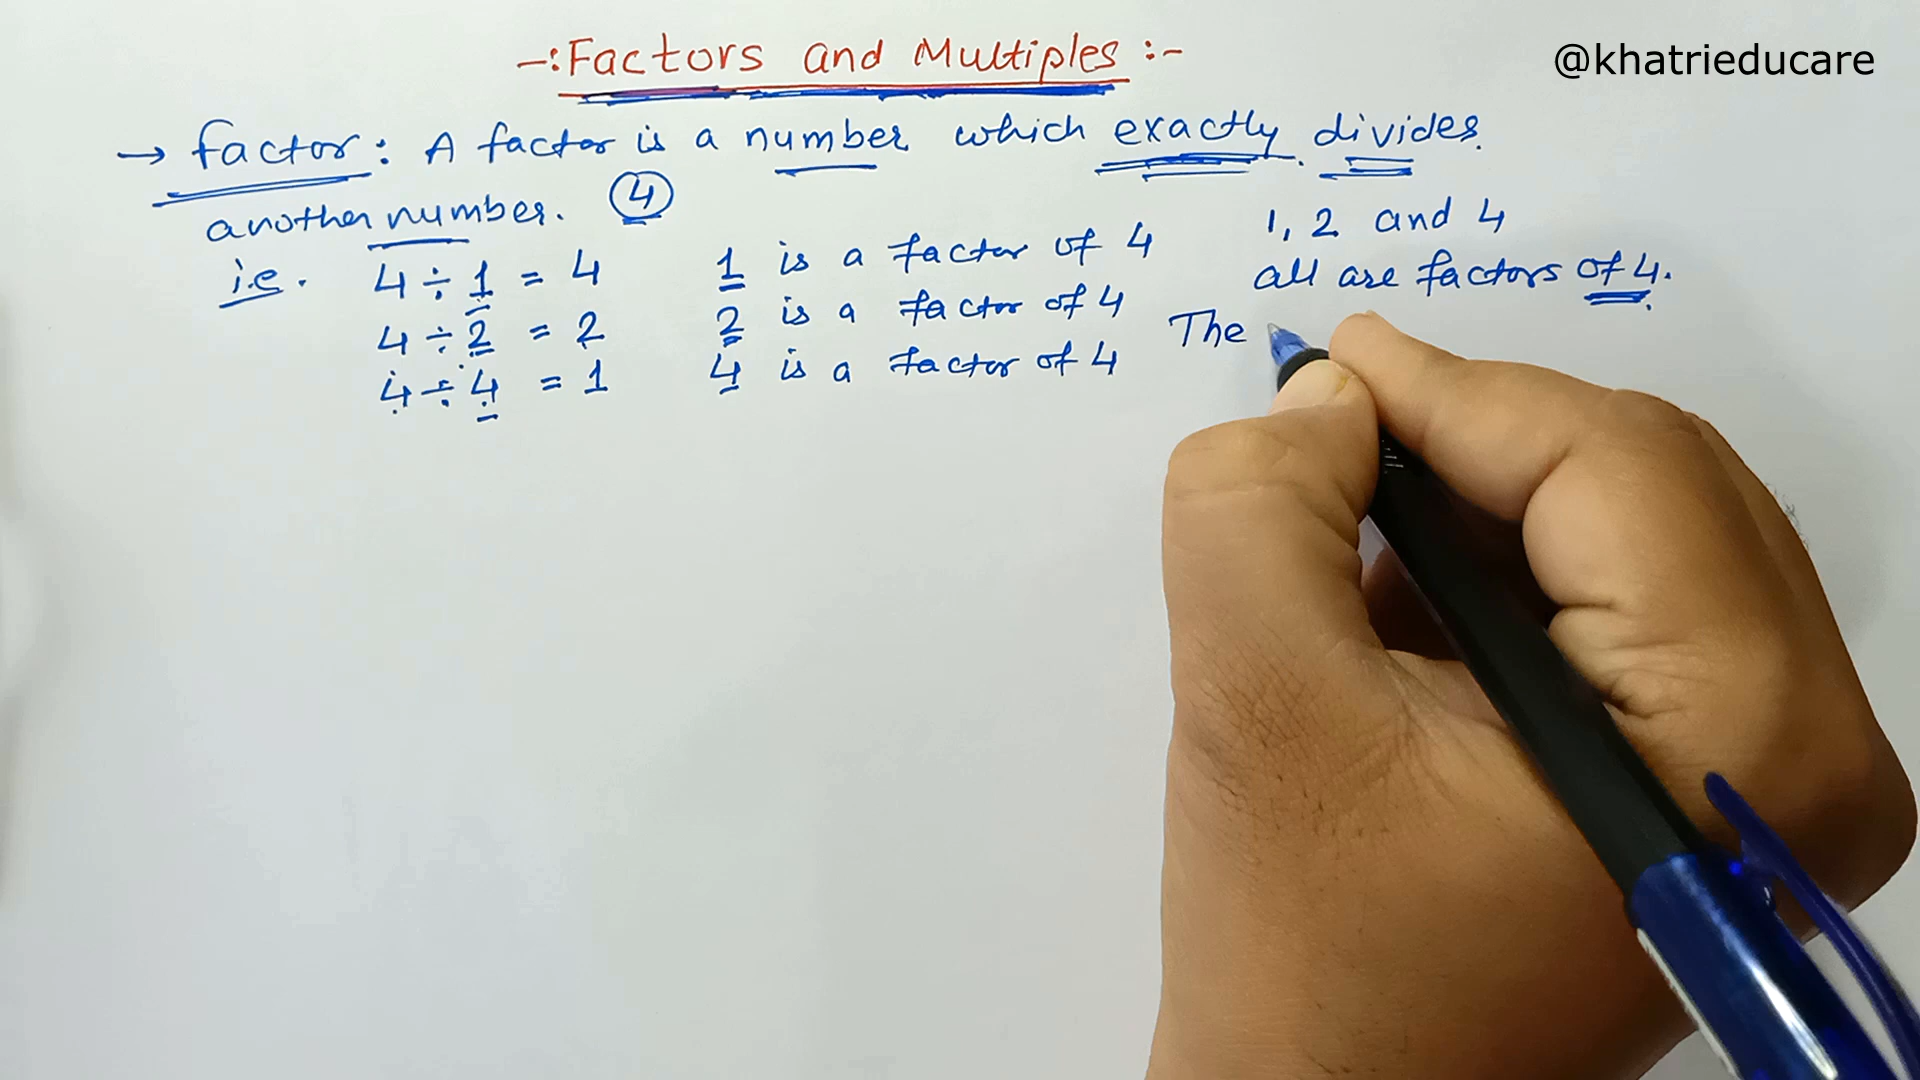 -: Factors and Multiples :-
@khatrieducare
→ factor: A factor is a number which exactly divides
another number. 4
i.e. 4 ÷ 1 = 4
4 ÷ 2 = 2
4 ÷ 4 = 1
1 is a factor of 4
2 is a factor of 4
4 is a factor of 4
1, 2 and 4
all are factors of 4.
The